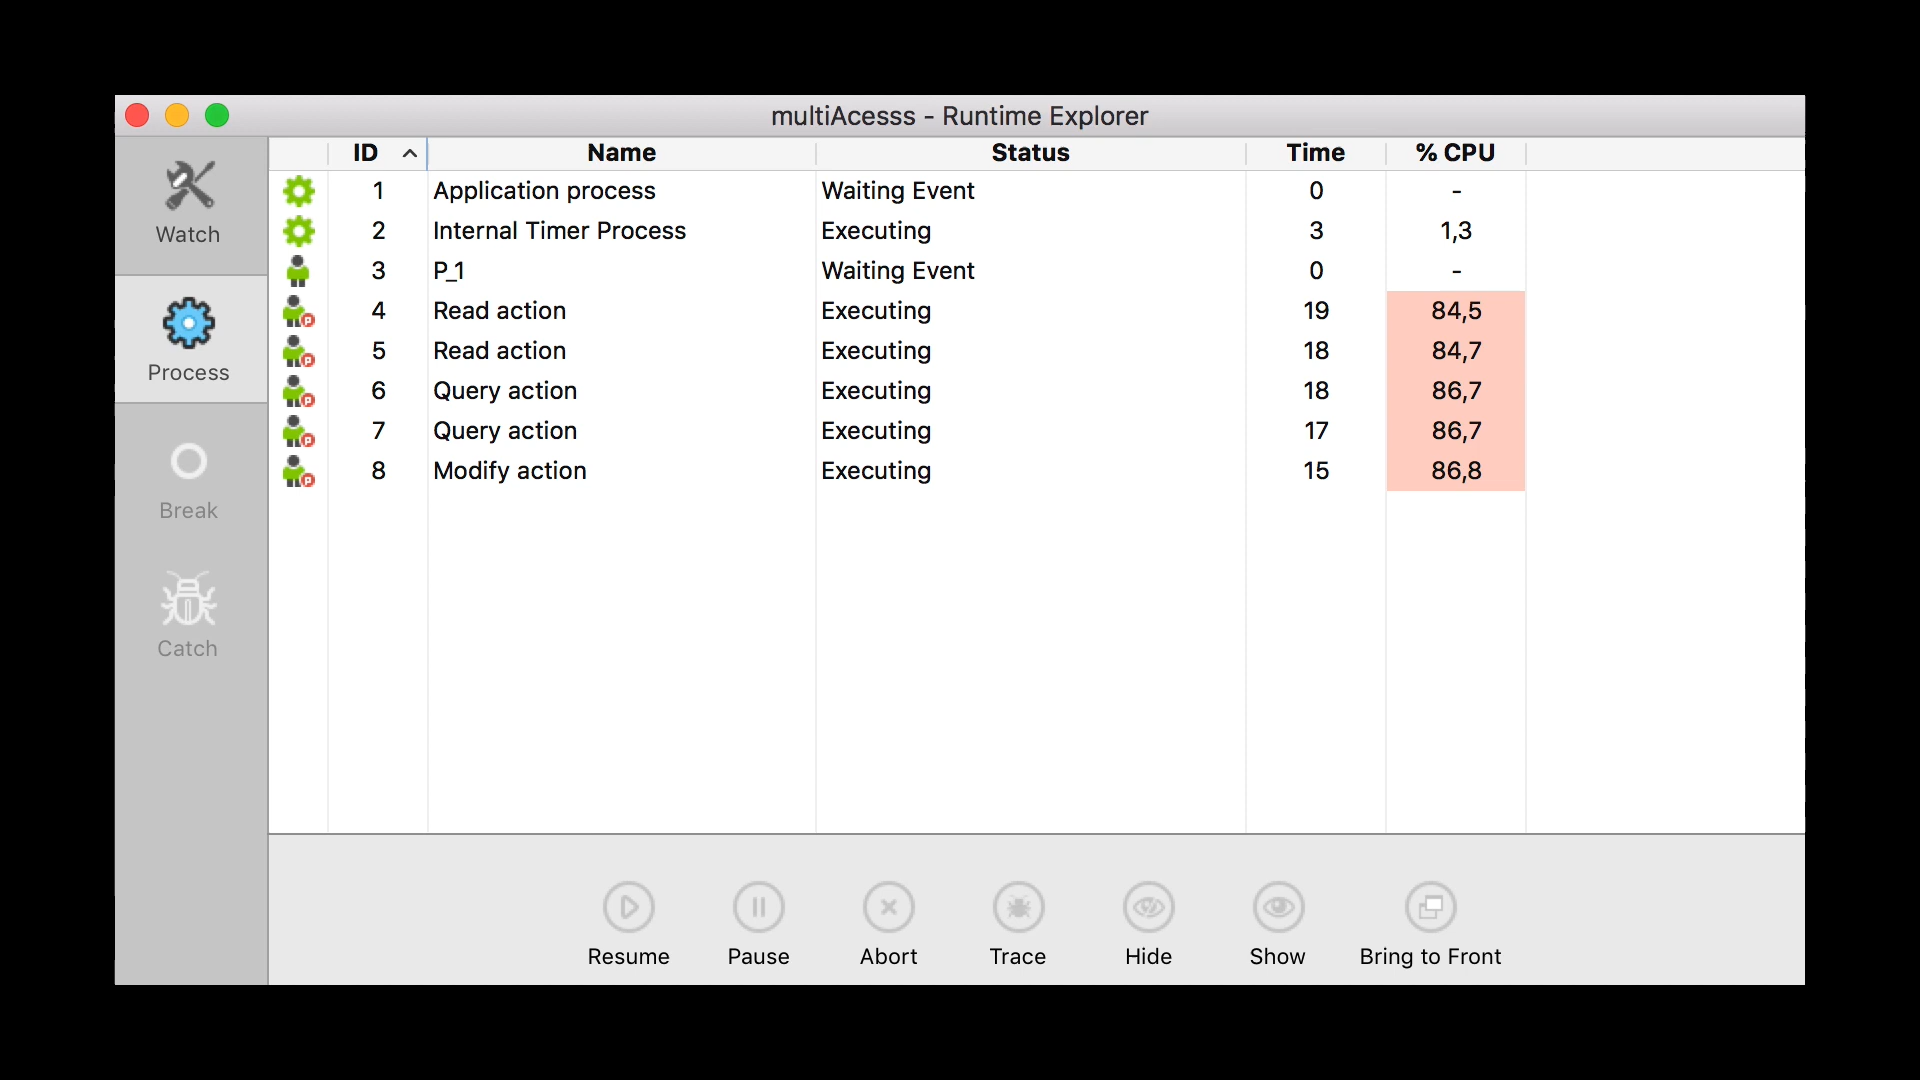 multiAcesss - Runtime Explorer
ID Name Status Time % CPU
1 Application process Waiting Event 0 -
2 Internal Timer Process Executing 3 1,3
3 P_1 Waiting Event 0 -
4 Read action Executing 19 84,5
5 Read action Executing 18 84,7
6 Query action Executing 18 86,7
7 Query action Executing 17 86,7
8 Modify action Executing 15 86,8
Watch
Process
Break
Catch
Resume Pause Abort Trace Hide Show Bring to Front